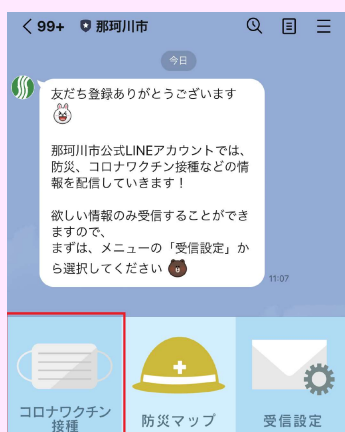 99+ 那珂川市
今日
友だち登録ありがとうございます
那珂川市公式LINEアカウントでは、
防災、コロナワクチン接種などの情
報を配信していきます！
欲しい情報のみ受信することができ
ますので、
まずは、メニューの「受信設定」か
ら選択してください
11:07
コロナワクチン
接種
防災マップ
受信設定